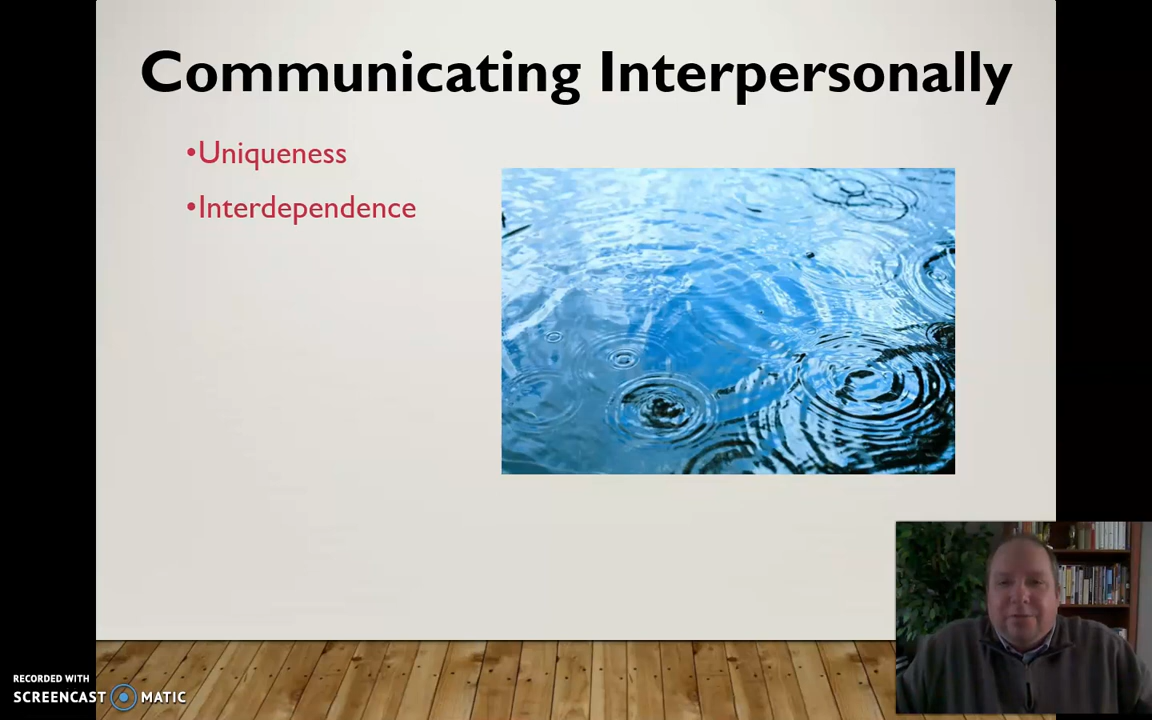 Communicating Interpersonally
•Uniqueness
•Interdependence
RECORDED WITH
SCREENCAST MATIC